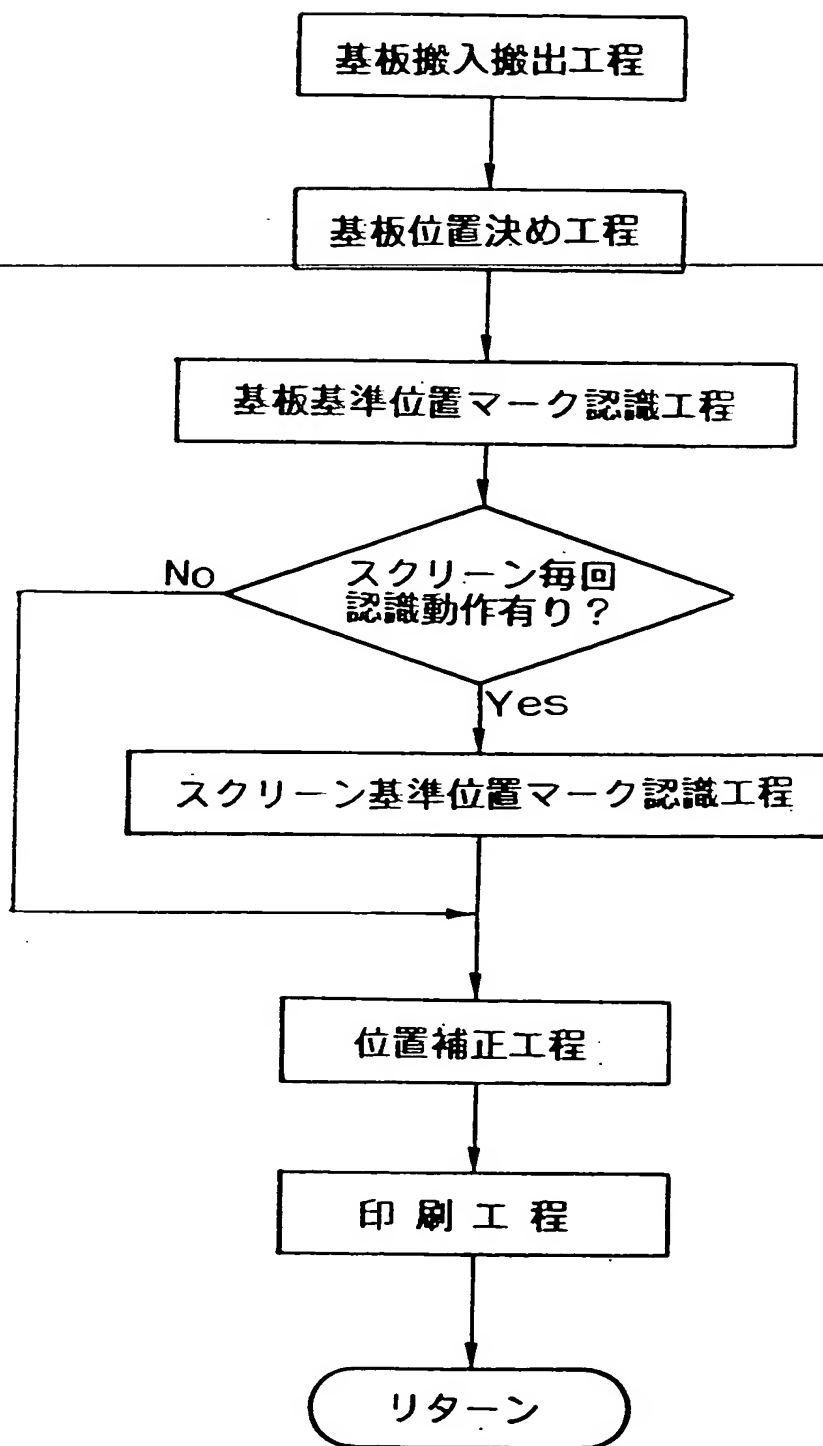 基板搬入搬出工程
基板位置決め工程
基板基準位置マーク認識工程
No
スクリーン毎回
認識動作有り？
Yes
スクリーン基準位置マーク認識工程
位置補正工程
印刷工程
リターン